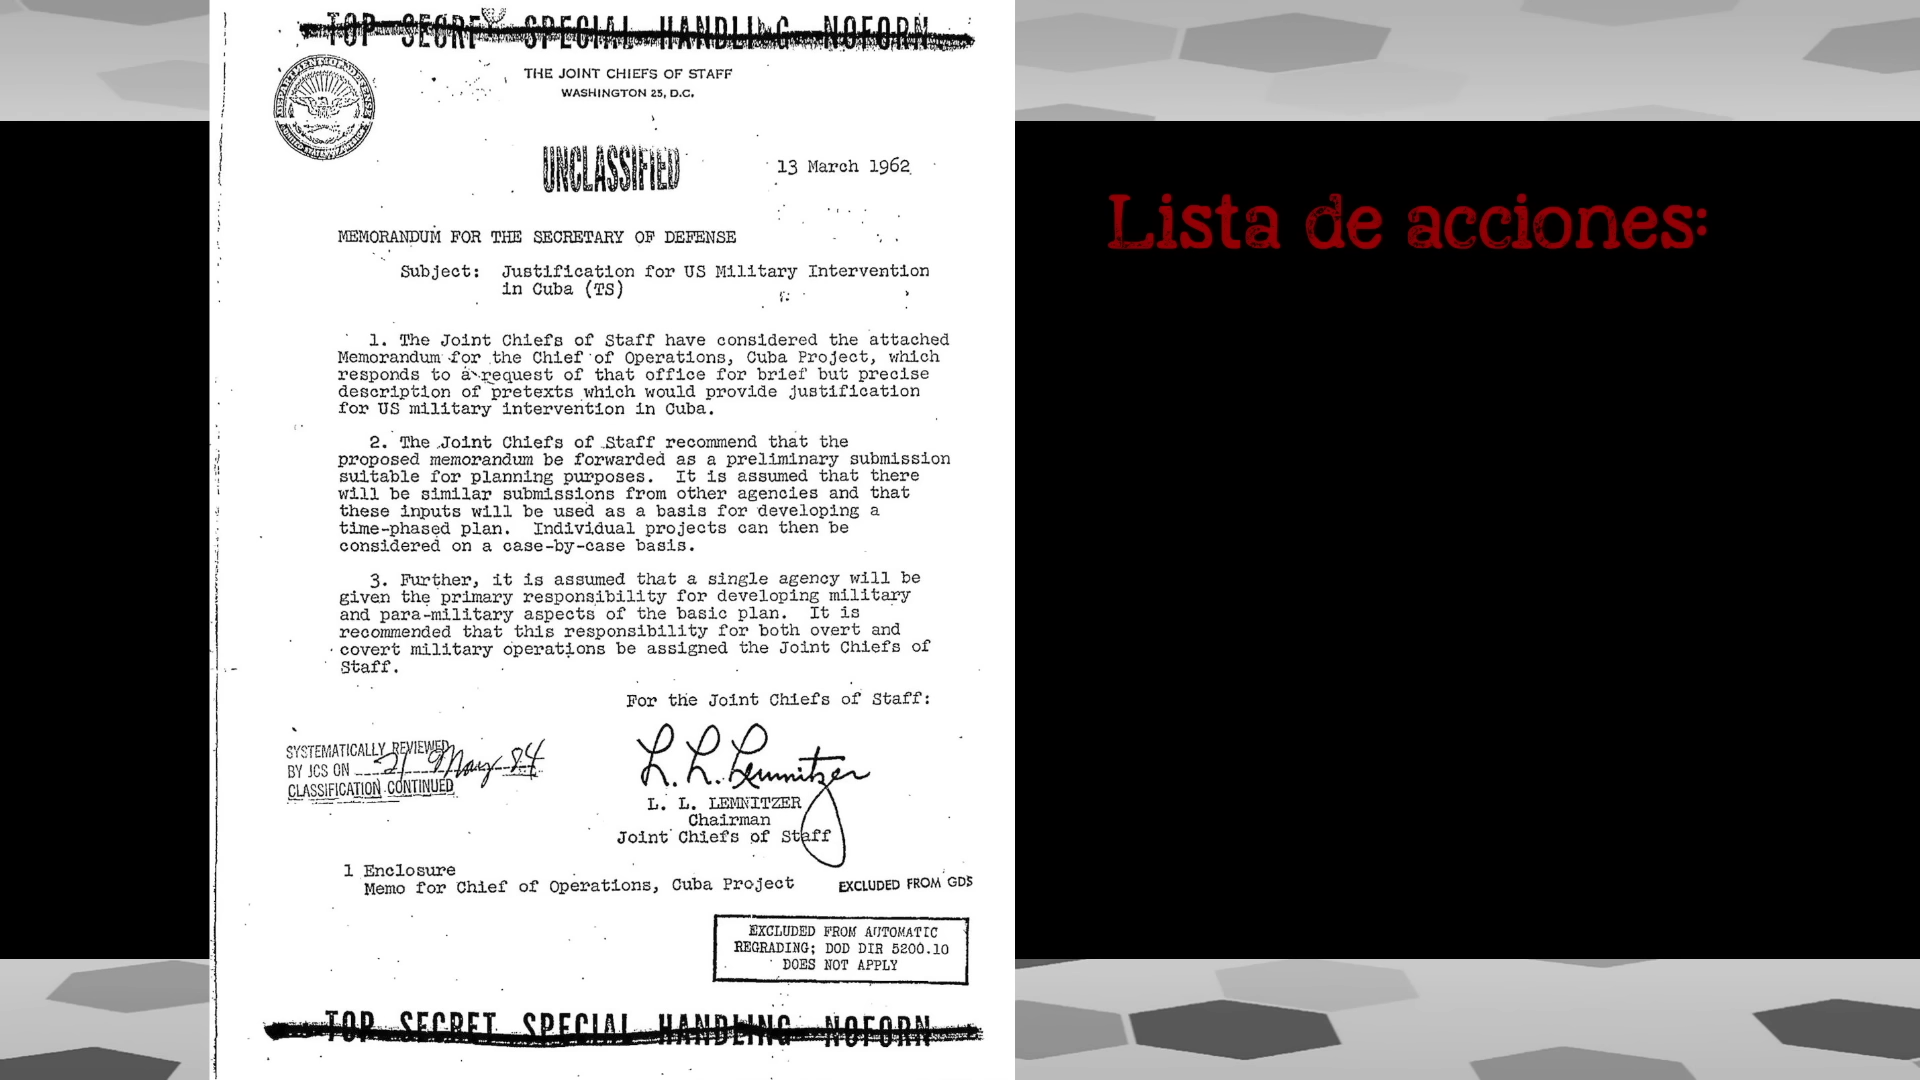 TOP SECRET SPECIAL HANDLING NOFORN
THE JOINT CHIEFS OF STAFF
WASHINGTON 25, D.C.
UNCLASSIFIED
13 March 1962
MEMORANDUM FOR THE SECRETARY OF DEFENSE
Subject: Justification for US Military Intervention
in Cuba (TS)
1. The Joint Chiefs of Staff have considered the attached
Memorandum for the Chief of Operations, Cuba Project, which
responds to a request of that office for brief but precise
description of pretexts which would provide justification
for US military intervention in Cuba.
2. The Joint Chiefs of Staff recommend that the
proposed memorandum be forwarded as a preliminary submission
suitable for planning purposes. It is assumed that there
will be similar submissions from other agencies and that
these inputs will be used as a basis for developing a
time-phased plan. Individual projects can then be
considered on a case-by-case basis.
3. Further, it is assumed that a single agency will be
given the primary responsibility for developing military
and para-military aspects of the basic plan. It is
recommended that this responsibility for both overt and
covert military operations be assigned the Joint Chiefs of
Staff.
For the Joint Chiefs of Staff:
SYSTEMATICALLY REVIEWED
BY JCS ON 21 May 84
CLASSIFICATION CONTINUED
L. L. Lemnitzer
L. L. LEMNITZER
Chairman
Joint Chiefs of Staff
1 Enclosure
Memo for Chief of Operations, Cuba Project
EXCLUDED FROM GDS
EXCLUDED FROM AUTOMATIC
REGRADING; DOD DIR 5200.10
DOES NOT APPLY
TOP SECRET SPECIAL HANDLING NOFORN
Lista de acciones: